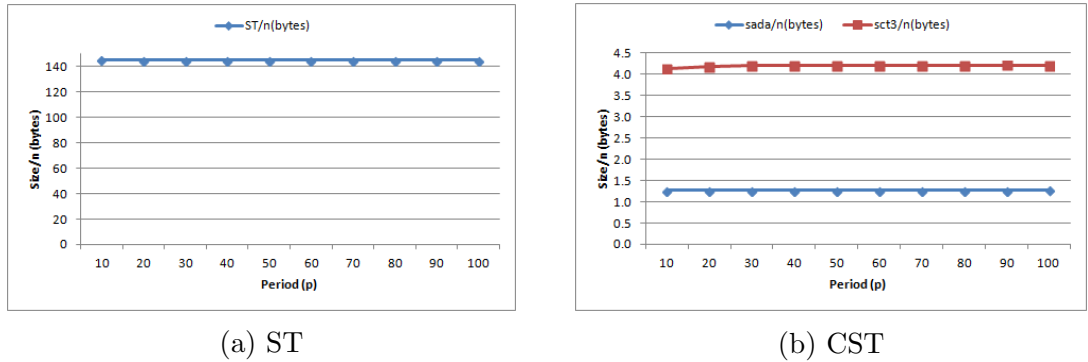 ST/n(bytes)
140
120
100
80
60
40
20
0
Size/n (bytes)
10 20 30 40 50 60 70 80 90 100
Period (p)
(a) ST
sada/n(bytes) sct3/n(bytes)
4.5
4.0
3.5
3.0
2.5
2.0
1.5
1.0
0.5
0.0
Size/n (bytes)
10 20 30 40 50 60 70 80 90 100
Period (p)
(b) CST